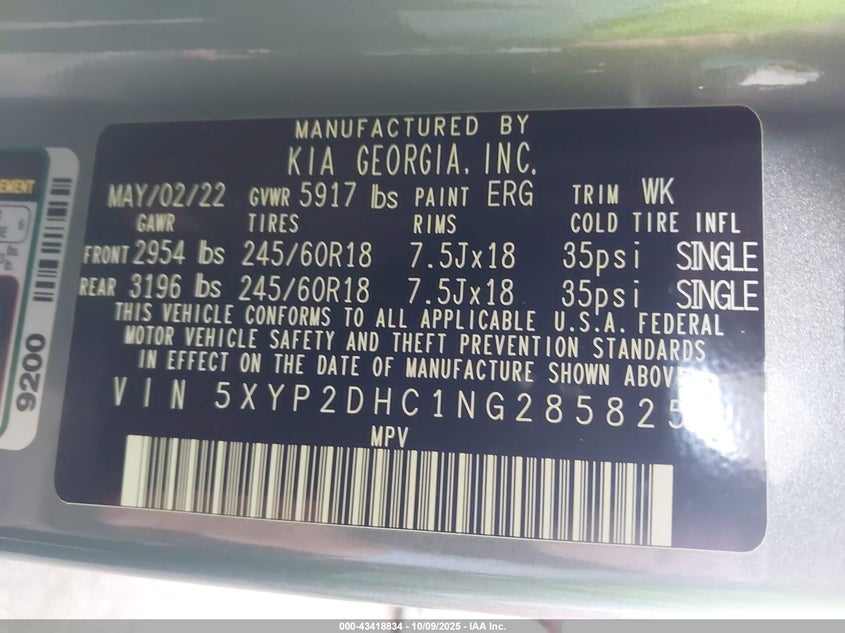 EMENT
9200
MANUFACTURED BY
KIA GEORGIA, INC.
MAY/02/22 GVWR 5917 lbs PAINT ERG TRIM WK
GAWR TIRES RIMS COLD TIRE INFL
FRONT 2954 lbs 245/60R18 7.5Jx18 35psi SINGLE
REAR 3196 lbs 245/60R18 7.5Jx18 35psi SINGLE
THIS VEHICLE CONFORMS TO ALL APPLICABLE U.S.A. FEDERAL
MOTOR VEHICLE SAFETY AND THEFT PREVENTION STANDARDS
IN EFFECT ON THE DATE OF MANUFACTURE SHOWN ABOVE
VIN 5XYP2DHC1NG285825
MPV
000-43418834 - 10/09/2025 - IAA Inc.